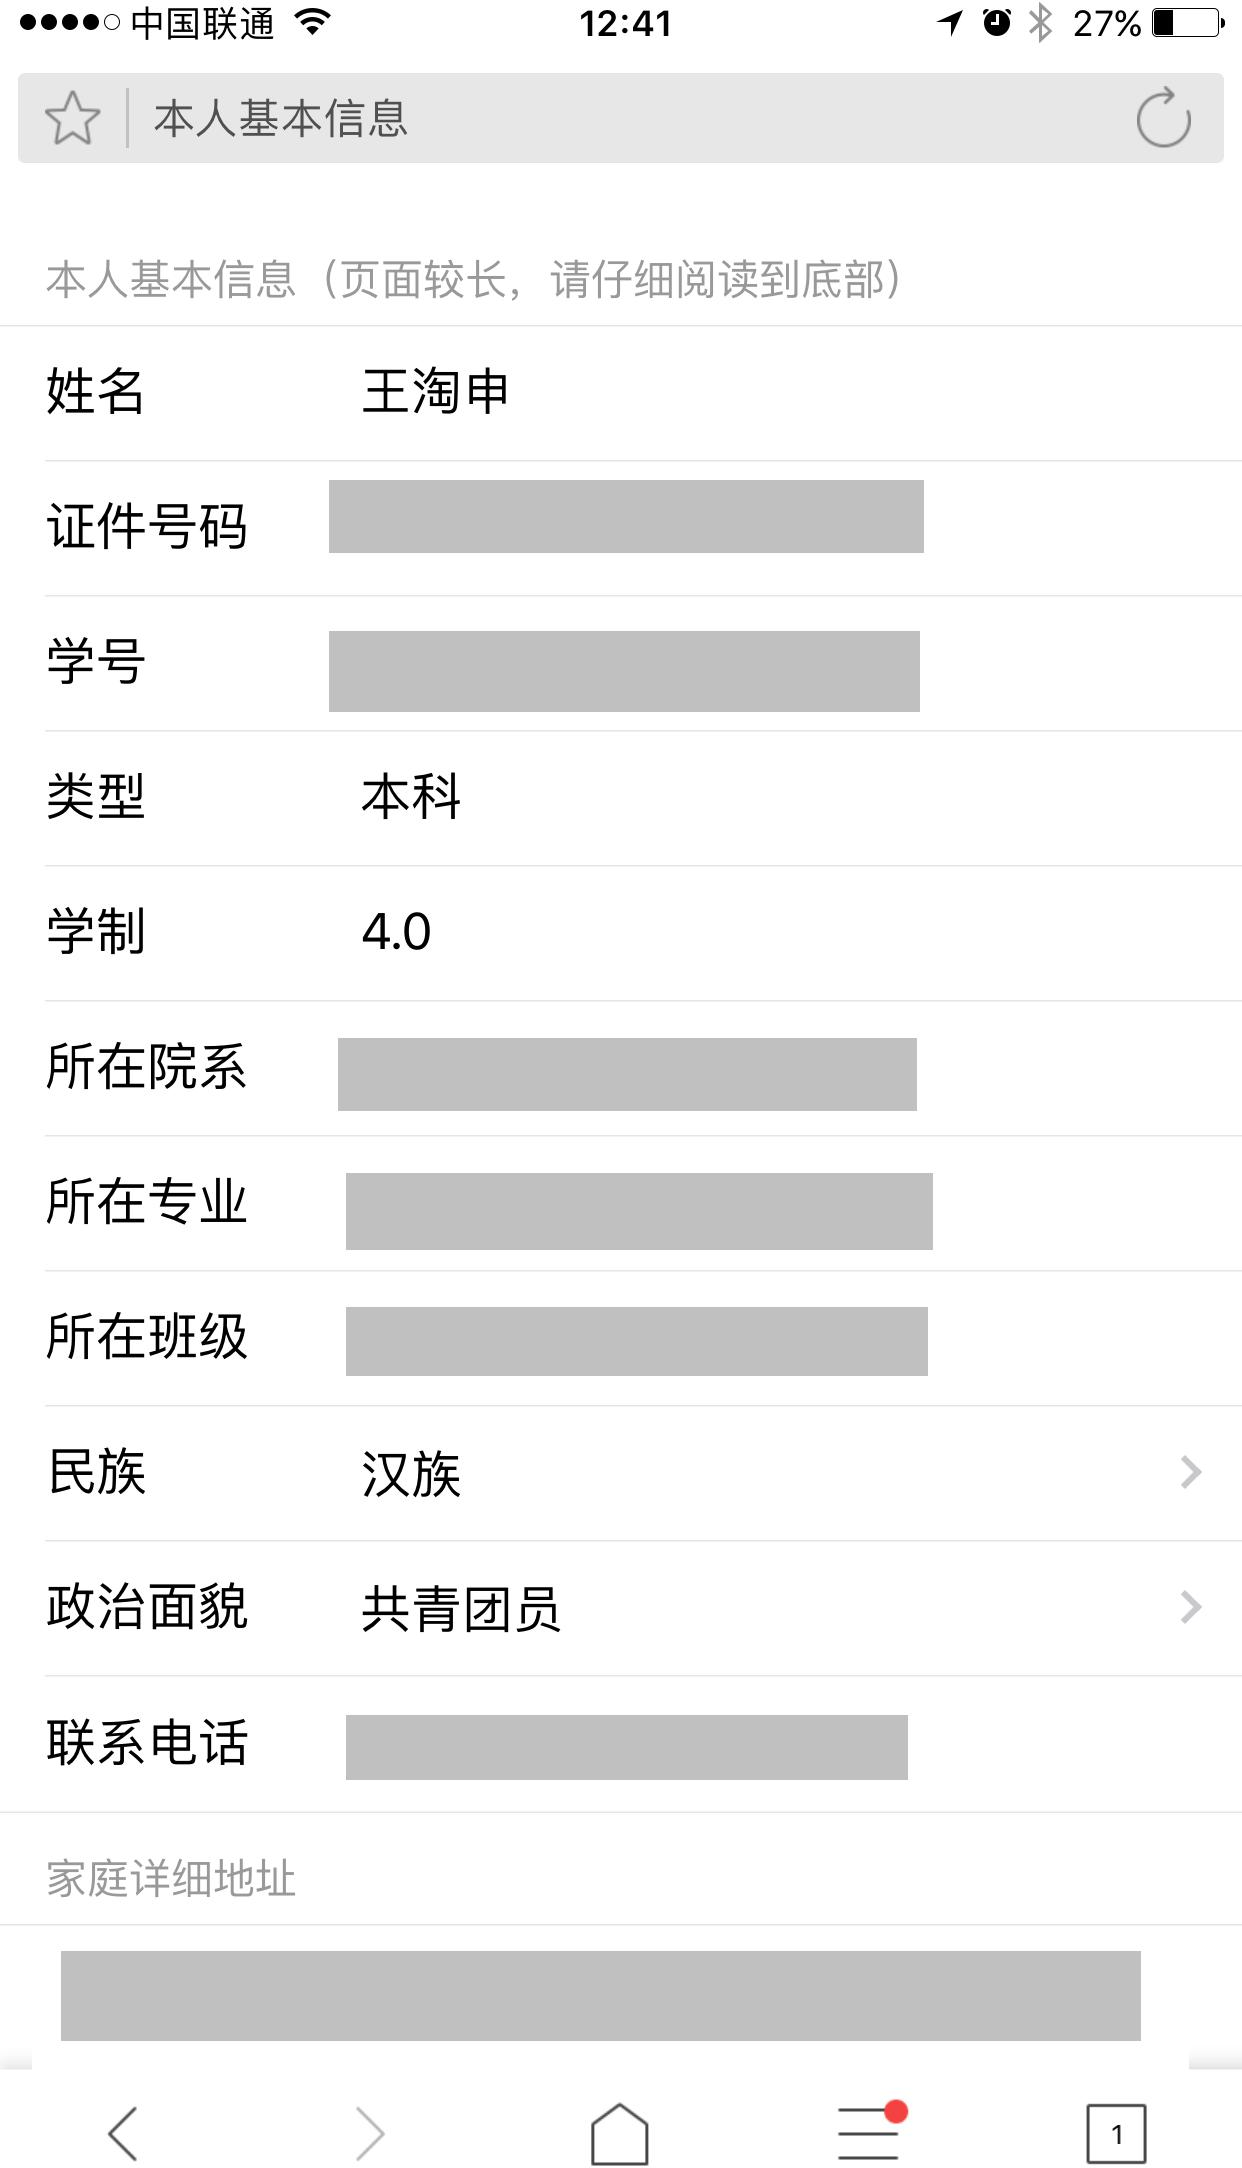 中国联通 12:41 27%
本人基本信息
本人基本信息（页面较长，请仔细阅读到底部）
姓名 王淘申
证件号码
学号
类型 本科
学制 4.0
所在院系
所在专业
所在班级
民族 汉族
政治面貌 共青团员
联系电话
家庭详细地址
1